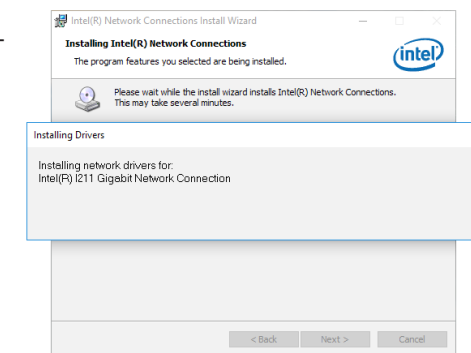 Intel(R) Network Connections Install Wizard
Installing Intel(R) Network Connections
The program features you selected are being installed.
intel
Please wait while the install wizard installs Intel(R) Network Connections.
This may take several minutes.
Installing Drivers
Installing network drivers for:
Intel(R) I211 Gigabit Network Connection
< Back
Next >
Cancel